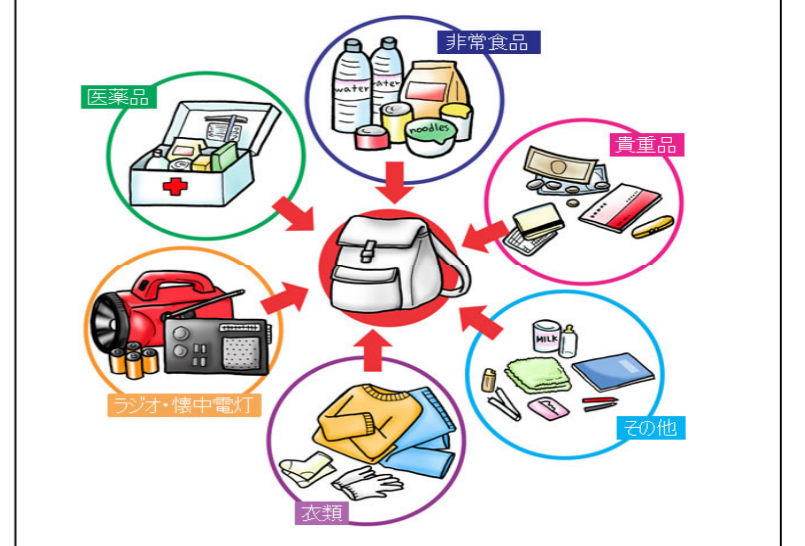 非常食品
医薬品
water
water
noodles
貴重品
ラジオ・懐中電灯
MILK
その他
衣類